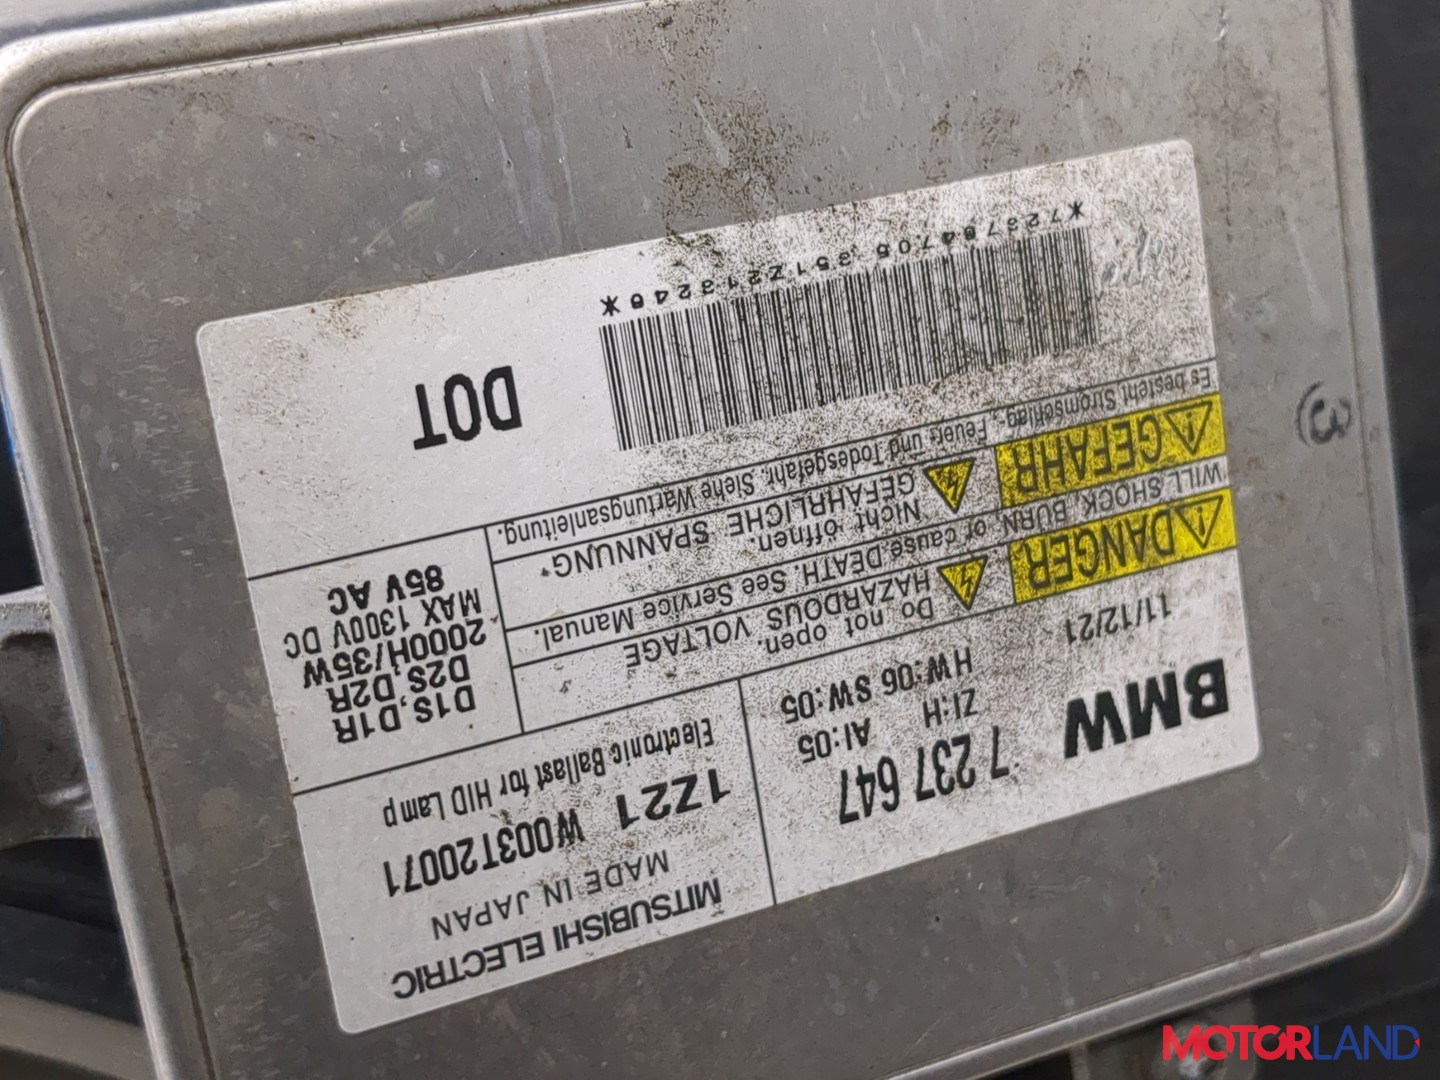 BMW
7 237 647
AI:05
ZI:H
HW:06 SW:05
11/12/21
MITSUBISHI ELECTRIC
MADE IN JAPAN
1Z21 W003T20071
Electronic Ballast for HID Lamp
DANGER
HAZARDOUS VOLTAGE
Do not open.
WILL SHOCK, BURN, or cause DEATH. See Service Manual.
GEFAHR
GEFÄHRLICHE SPANNUNG
Nicht öffnen.
Es besteht Stromschlag-, Feuer- und Todesgefahr. Siehe Wartungsanleitung.
D1S,D1R
D2S,D2R
2000H/35W
MAX 1300V DC
85V AC
DOT
(3)
MOTORLAND